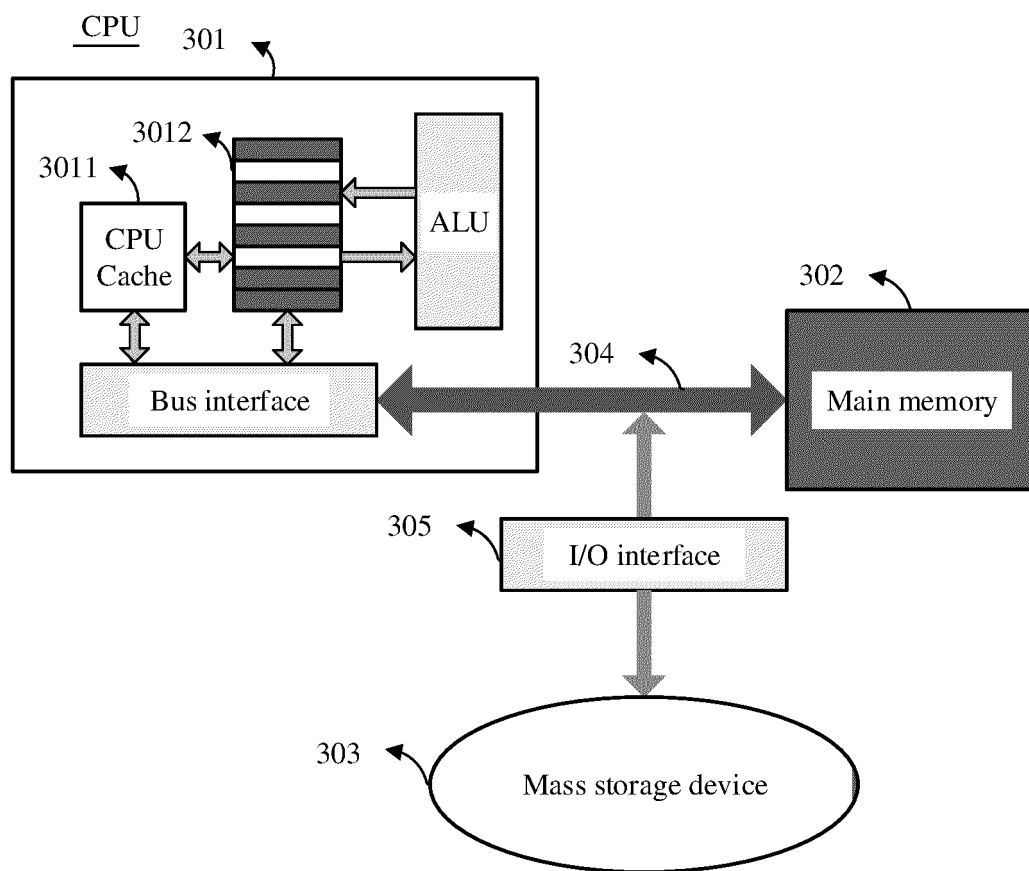 CPU
301
3012
3011
CPU
Cache
ALU
Bus interface
304
302
Main memory
305
I/O interface
303
Mass storage device